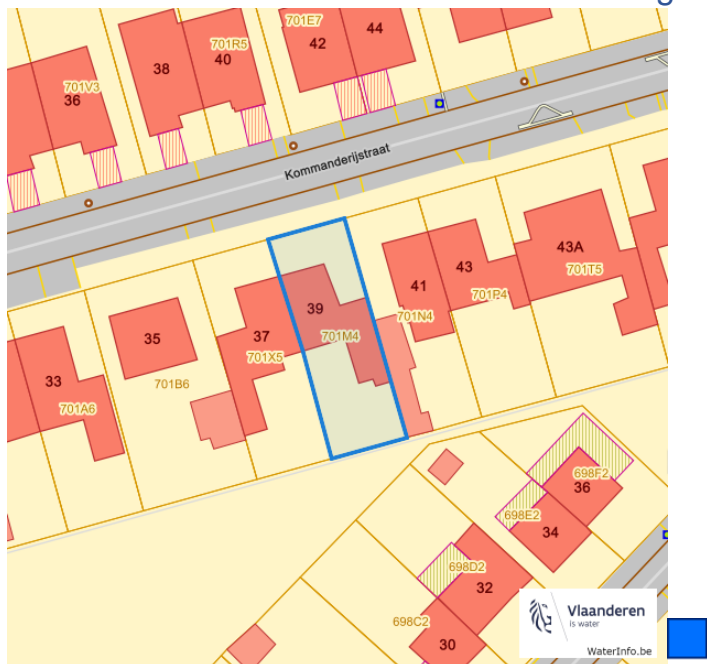 701E7
44
42
701R5
40
38
701V3
36
Kommanderijstraat
43A
701T5
43
41
701P4
39
701N4
37
701M4
35
701X5
33
701B6
701A6
698F2
36
698E2
34
698D2
32
698C2
30
Vlaanderen
is water
WaterInfo.be